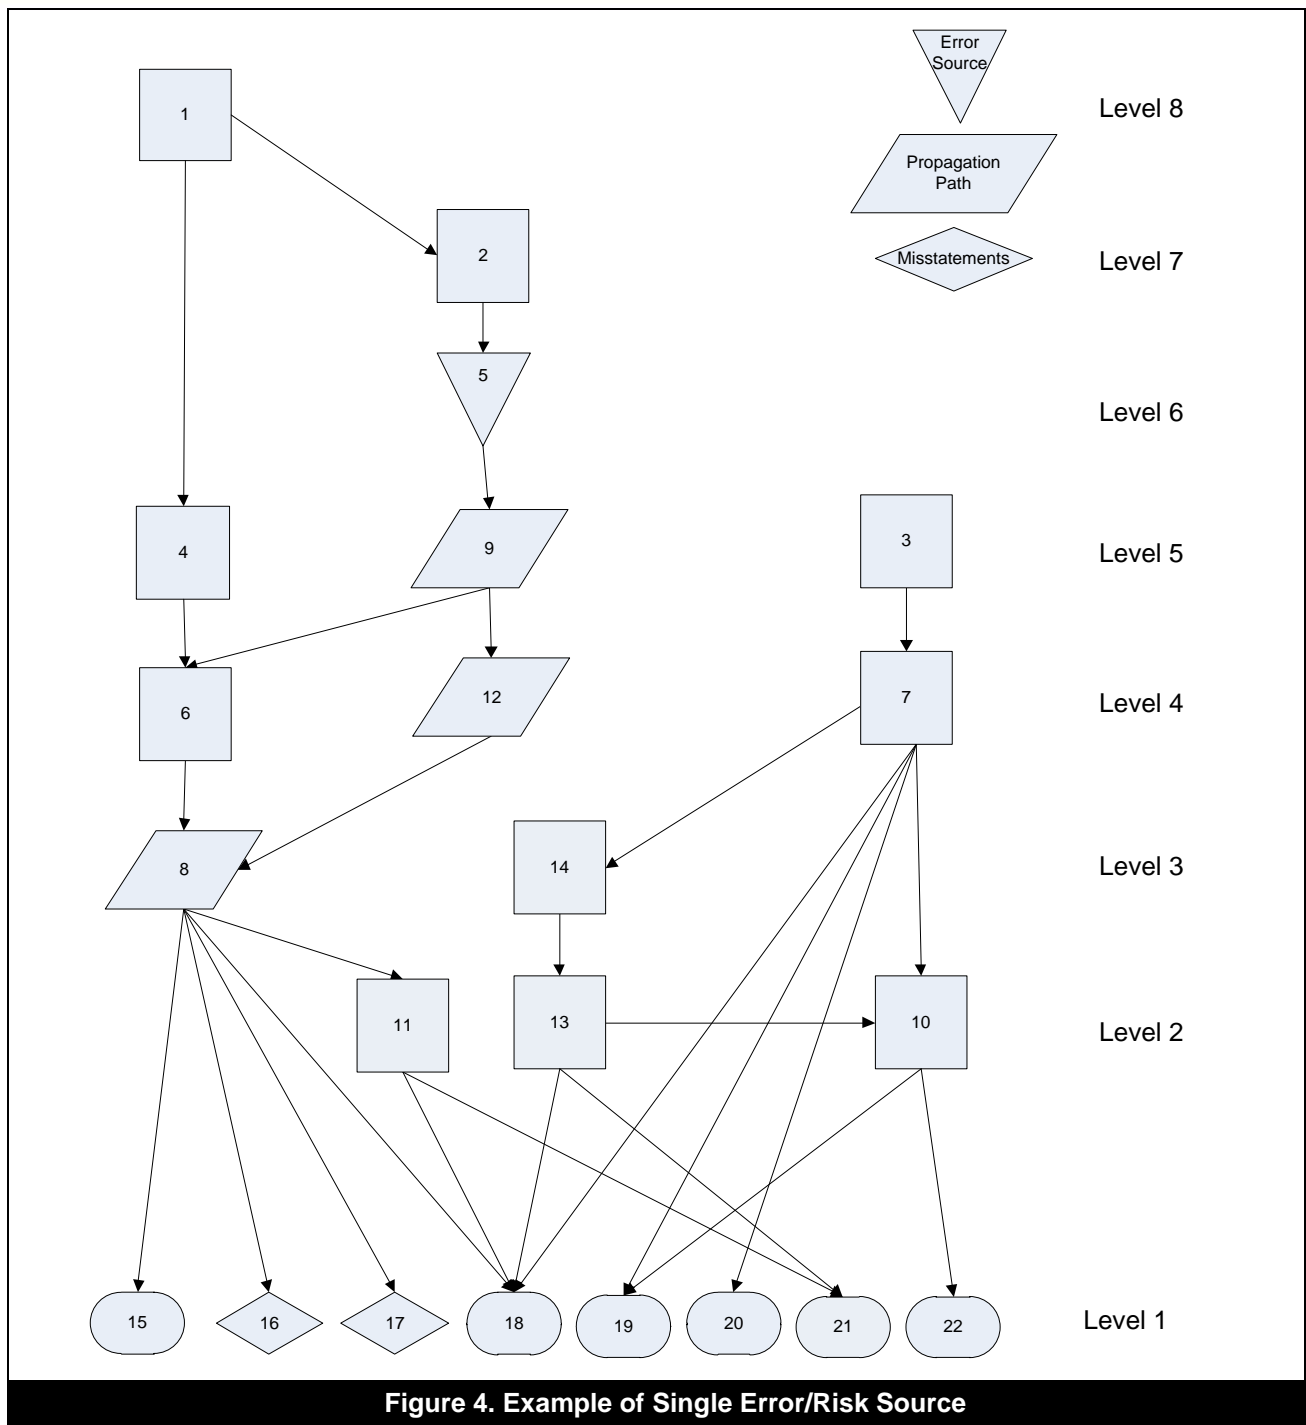 Error
Source
Level 8
1
Propagation
Path
2
Misstatements
Level 7
5
Level 6
4
9
3
Level 5
6
12
7
Level 4
8
14
Level 3
11
13
10
Level 2
15
16
17
18
19
20
21
22
Level 1
Figure 4. Example of Single Error/Risk Source